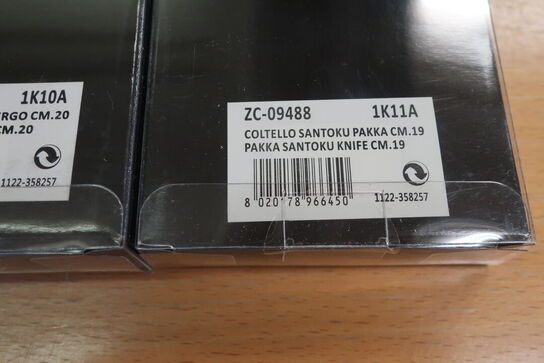 1K10A
ERGO CM.20
CM.20
1122-358257
ZC-09488 1K11A
COLTELLO SANTOKU PAKKA CM.19
PAKKA SANTOKU KNIFE CM.19
8 020178 966450
1122-358257